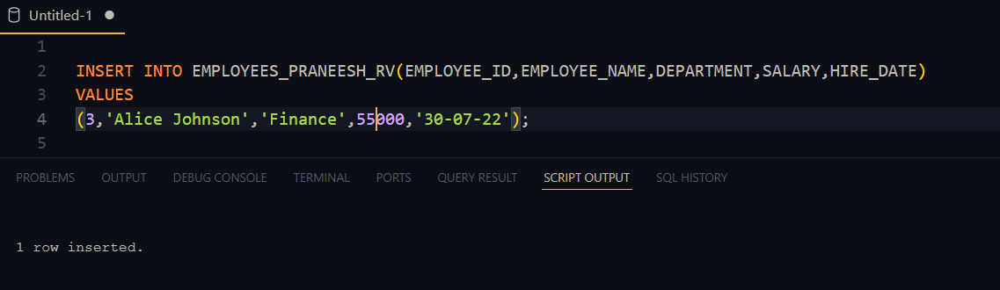 Untitled-1
1
2 INSERT INTO EMPLOYEES_PRANEESH_RV(EMPLOYEE_ID,EMPLOYEE_NAME,DEPARTMENT,SALARY,HIRE_DATE)
3 VALUES
4 (3,'Alice Johnson','Finance',55000,'30-07-22');
5
PROBLEMS OUTPUT DEBUG CONSOLE TERMINAL PORTS QUERY RESULT SCRIPT OUTPUT SQL HISTORY
1 row inserted.